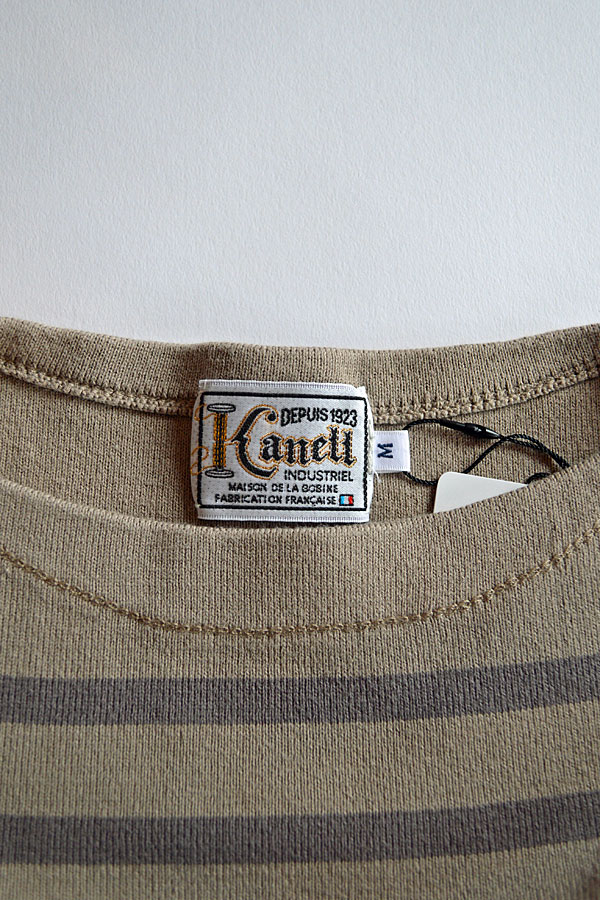 DEPUIS 1923
Kanell
INDUSTRIEL
MAISON DE LA BOBINE
FABRICATION FRANÇAISE
M